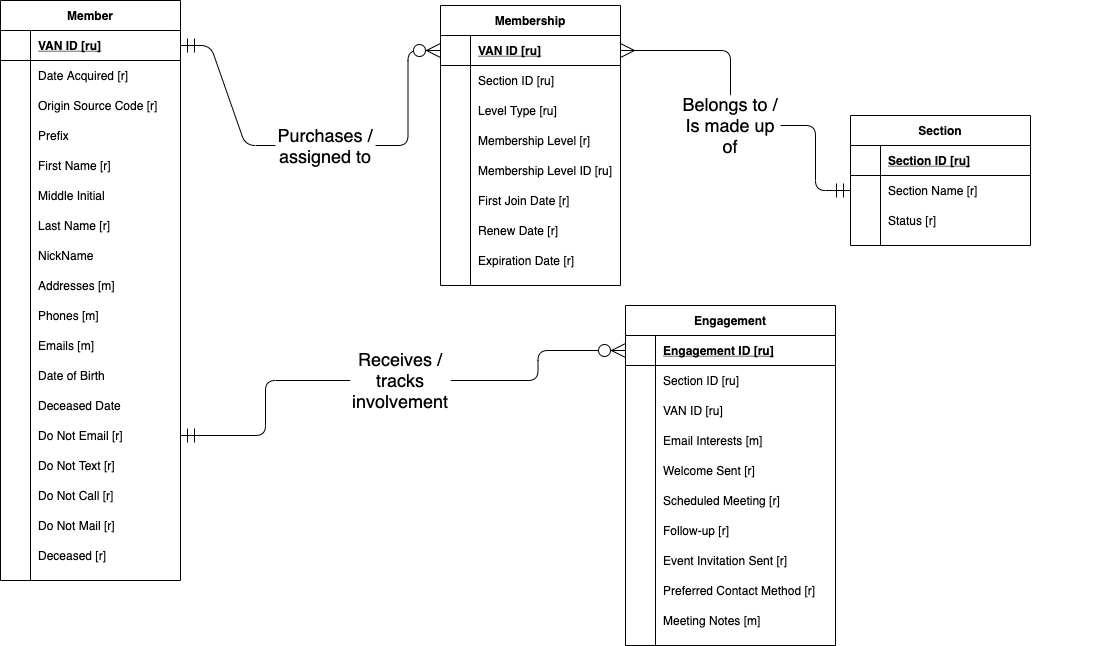 Member
VAN ID [ru]
Date Acquired [r]
Origin Source Code [r]
Prefix
First Name [r]
Middle Initial
Last Name [r]
NickName
Addresses [m]
Phones [m]
Emails [m]
Date of Birth
Deceased Date
Do Not Email [r]
Do Not Text [r]
Do Not Call [r]
Do Not Mail [r]
Deceased [r]
Purchases /
assigned to
Membership
VAN ID [ru]
Section ID [ru]
Level Type [ru]
Membership Level [r]
Membership Level ID [ru]
First Join Date [r]
Renew Date [r]
Expiration Date [r]
Belongs to /
Is made up
of
Section
Section ID [ru]
Section Name [r]
Status [r]
Receives /
tracks
involvement
Engagement
Engagement ID [ru]
Section ID [ru]
VAN ID [ru]
Email Interests [m]
Welcome Sent [r]
Scheduled Meeting [r]
Follow-up [r]
Event Invitation Sent [r]
Preferred Contact Method [r]
Meeting Notes [m]